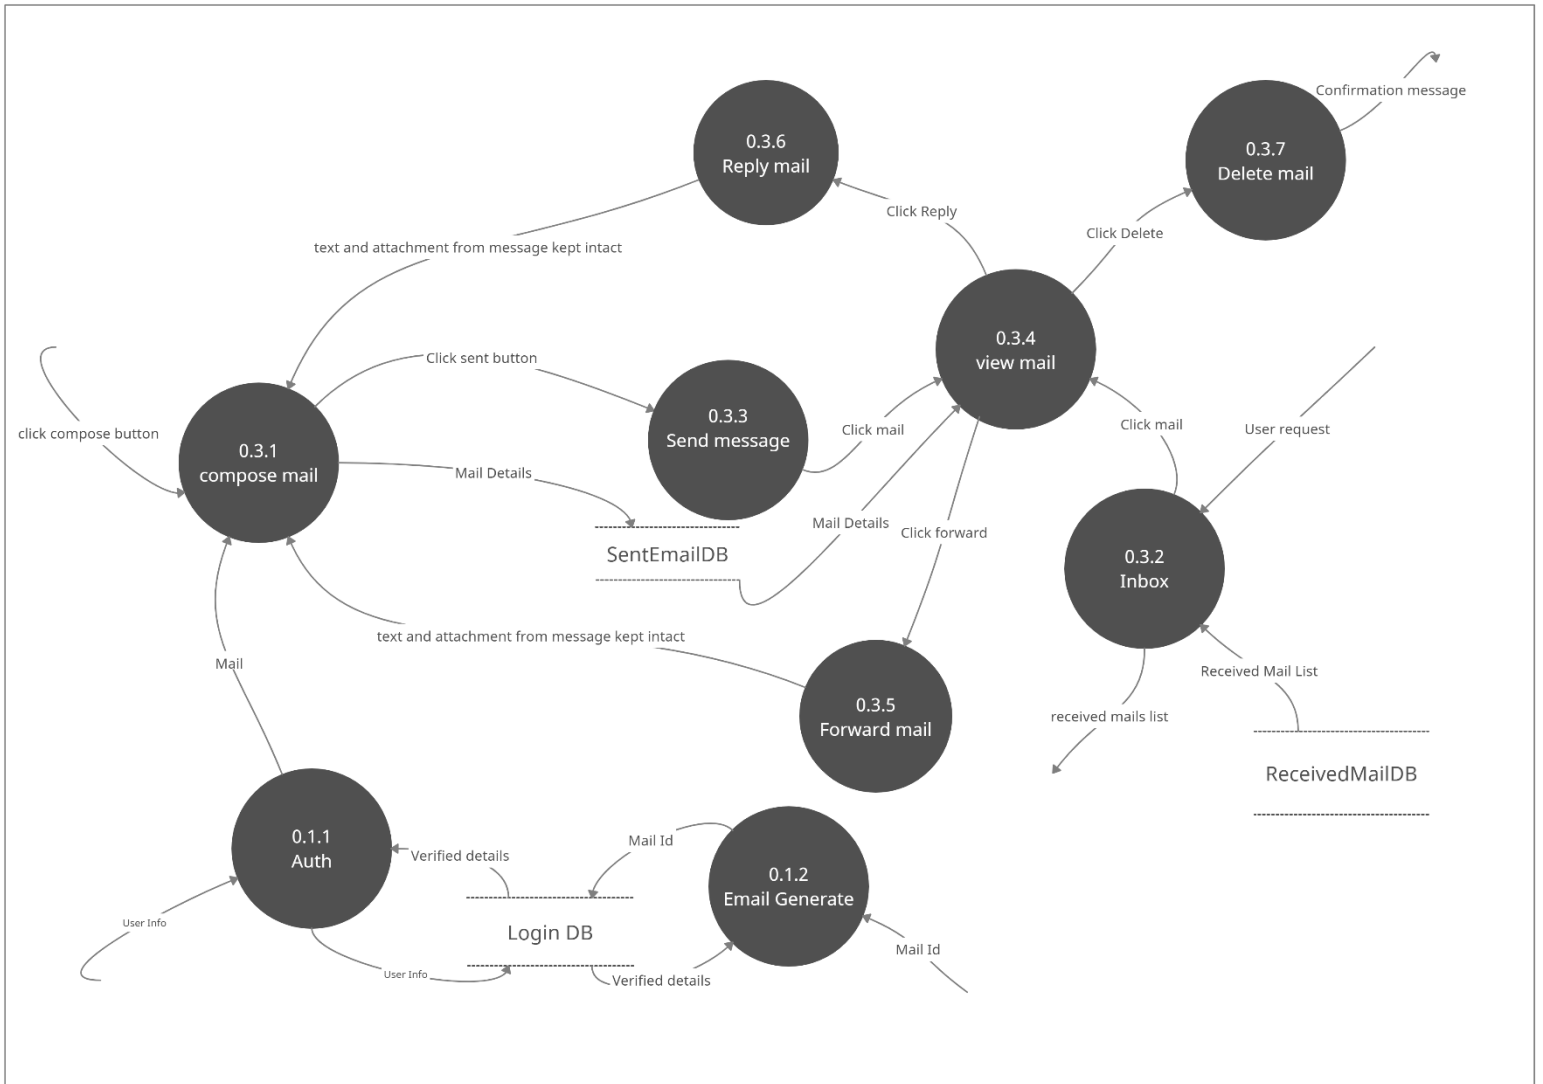 Confirmation message
0.3.6
Reply mail
0.3.7
Delete mail
Click Reply
Click Delete
text and attachment from message kept intact
0.3.4
view mail
Click sent button
click compose button
0.3.3
Send message
Click mail
Click mail
User request
0.3.1
compose mail
Mail Details
Mail Details
Click forward
SentEmailDB
0.3.2
Inbox
text and attachment from message kept intact
Mail
Received Mail List
0.3.5
Forward mail
received mails list
ReceivedMailDB
0.1.1
Auth
Verified details
Mail Id
0.1.2
Email Generate
User Info
Login DB
Mail Id
User Info
Verified details